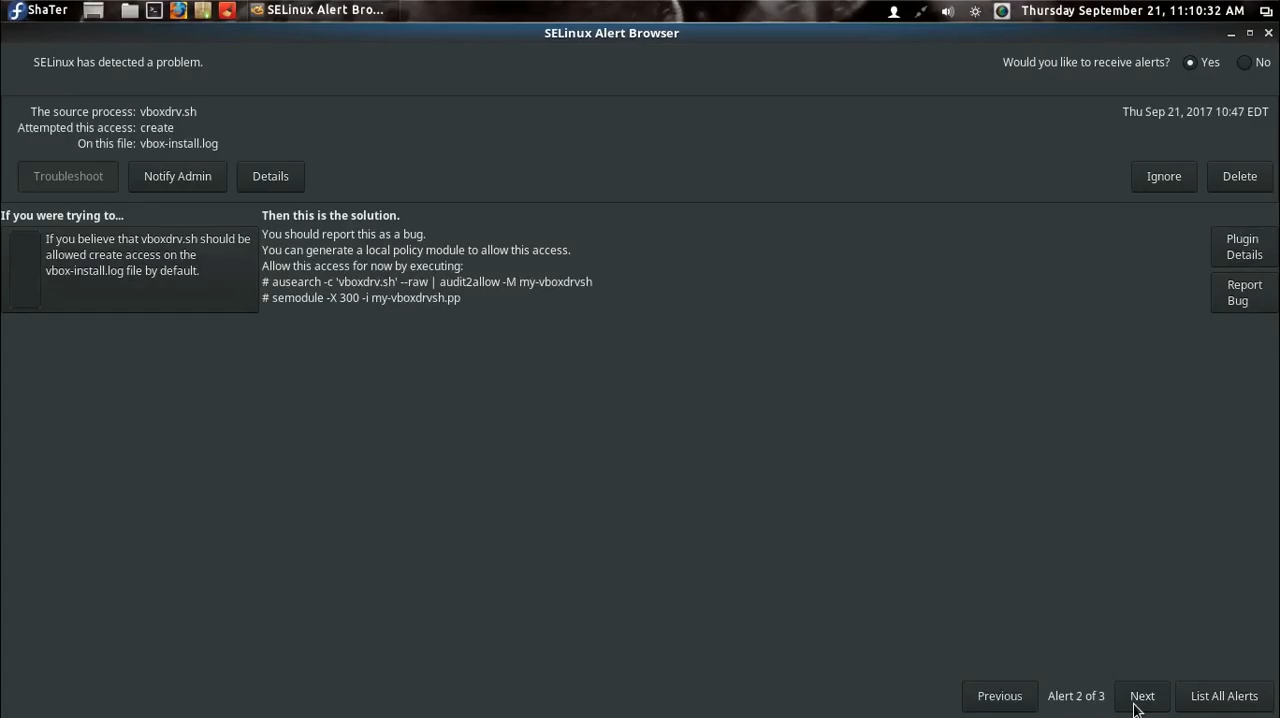 ShaTer
SELinux Alert Bro...
Thursday September 21, 11:10:32 AM
SELinux Alert Browser
SELinux has detected a problem.
Would you like to receive alerts? Yes No
The source process: vboxdrv.sh
Thu Sep 21, 2017 10:47 EDT
Attempted this access: create
On this file: vbox-install.log
Troubleshoot Notify Admin Details Ignore Delete
If you were trying to...
If you believe that vboxdrv.sh should be
allowed create access on the
vbox-install.log file by default.
Then this is the solution.
You should report this as a bug.
You can generate a local policy module to allow this access.
Allow this access for now by executing:
# ausearch -c 'vboxdrv.sh' --raw | audit2allow -M my-vboxdrvsh
# semodule -X 300 -i my-vboxdrvsh.pp
Plugin
Details
Report
Bug
Previous Alert 2 of 3 Next List All Alerts